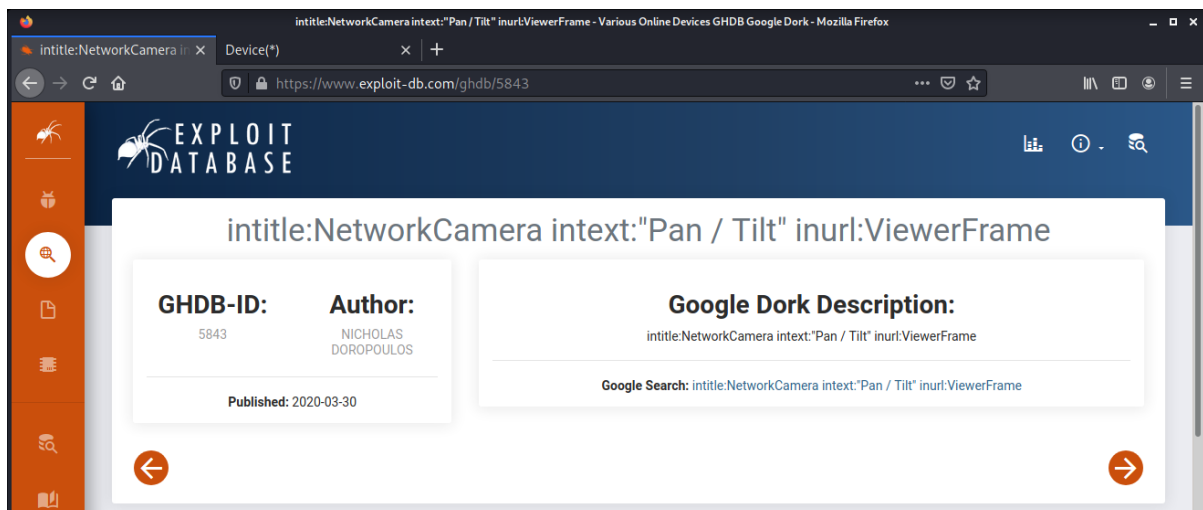 intitle:NetworkCamera intext:"Pan / Tilt" inurl:ViewerFrame - Various Online Devices GHDB Google Dork - Mozilla Firefox
intitle:NetworkCamera in
Device(*)
https://www.exploit-db.com/ghdb/5843
EXPLOIT
DATABASE
intitle:NetworkCamera intext:"Pan / Tilt" inurl:ViewerFrame
GHDB-ID:
5843
Author:
NICHOLAS
DOROPOULOS
Published: 2020-03-30
Google Dork Description:
intitle:NetworkCamera intext:"Pan / Tilt" inurl:ViewerFrame
Google Search: intitle:NetworkCamera intext:"Pan / Tilt" inurl:ViewerFrame